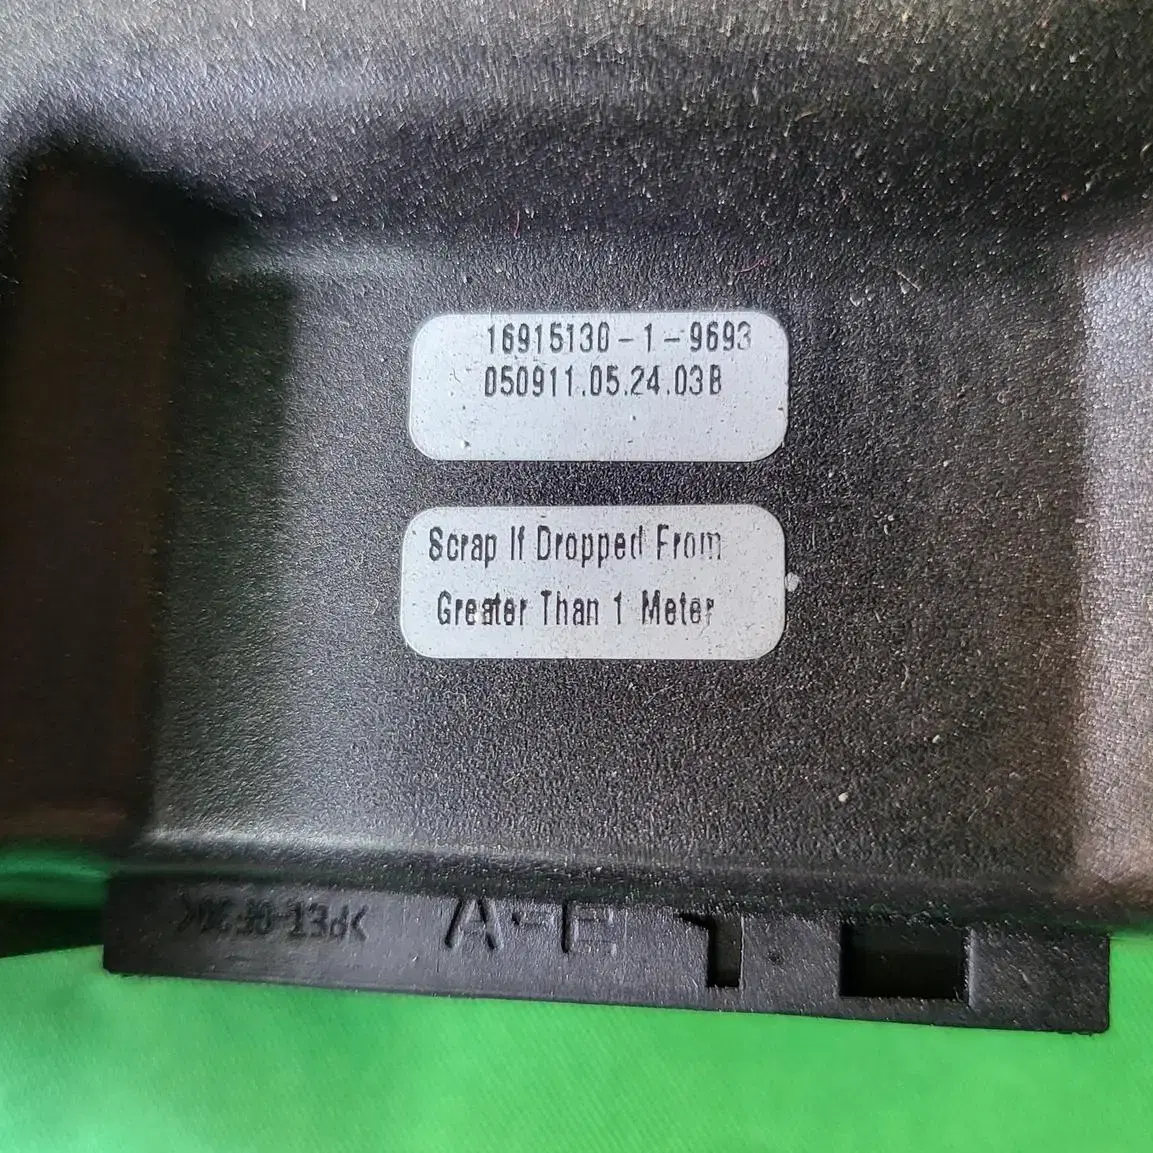 16915130-1-9693
050911.05.24.03B
Scrap If Dropped From
Greater Than 1 Meter
A-F